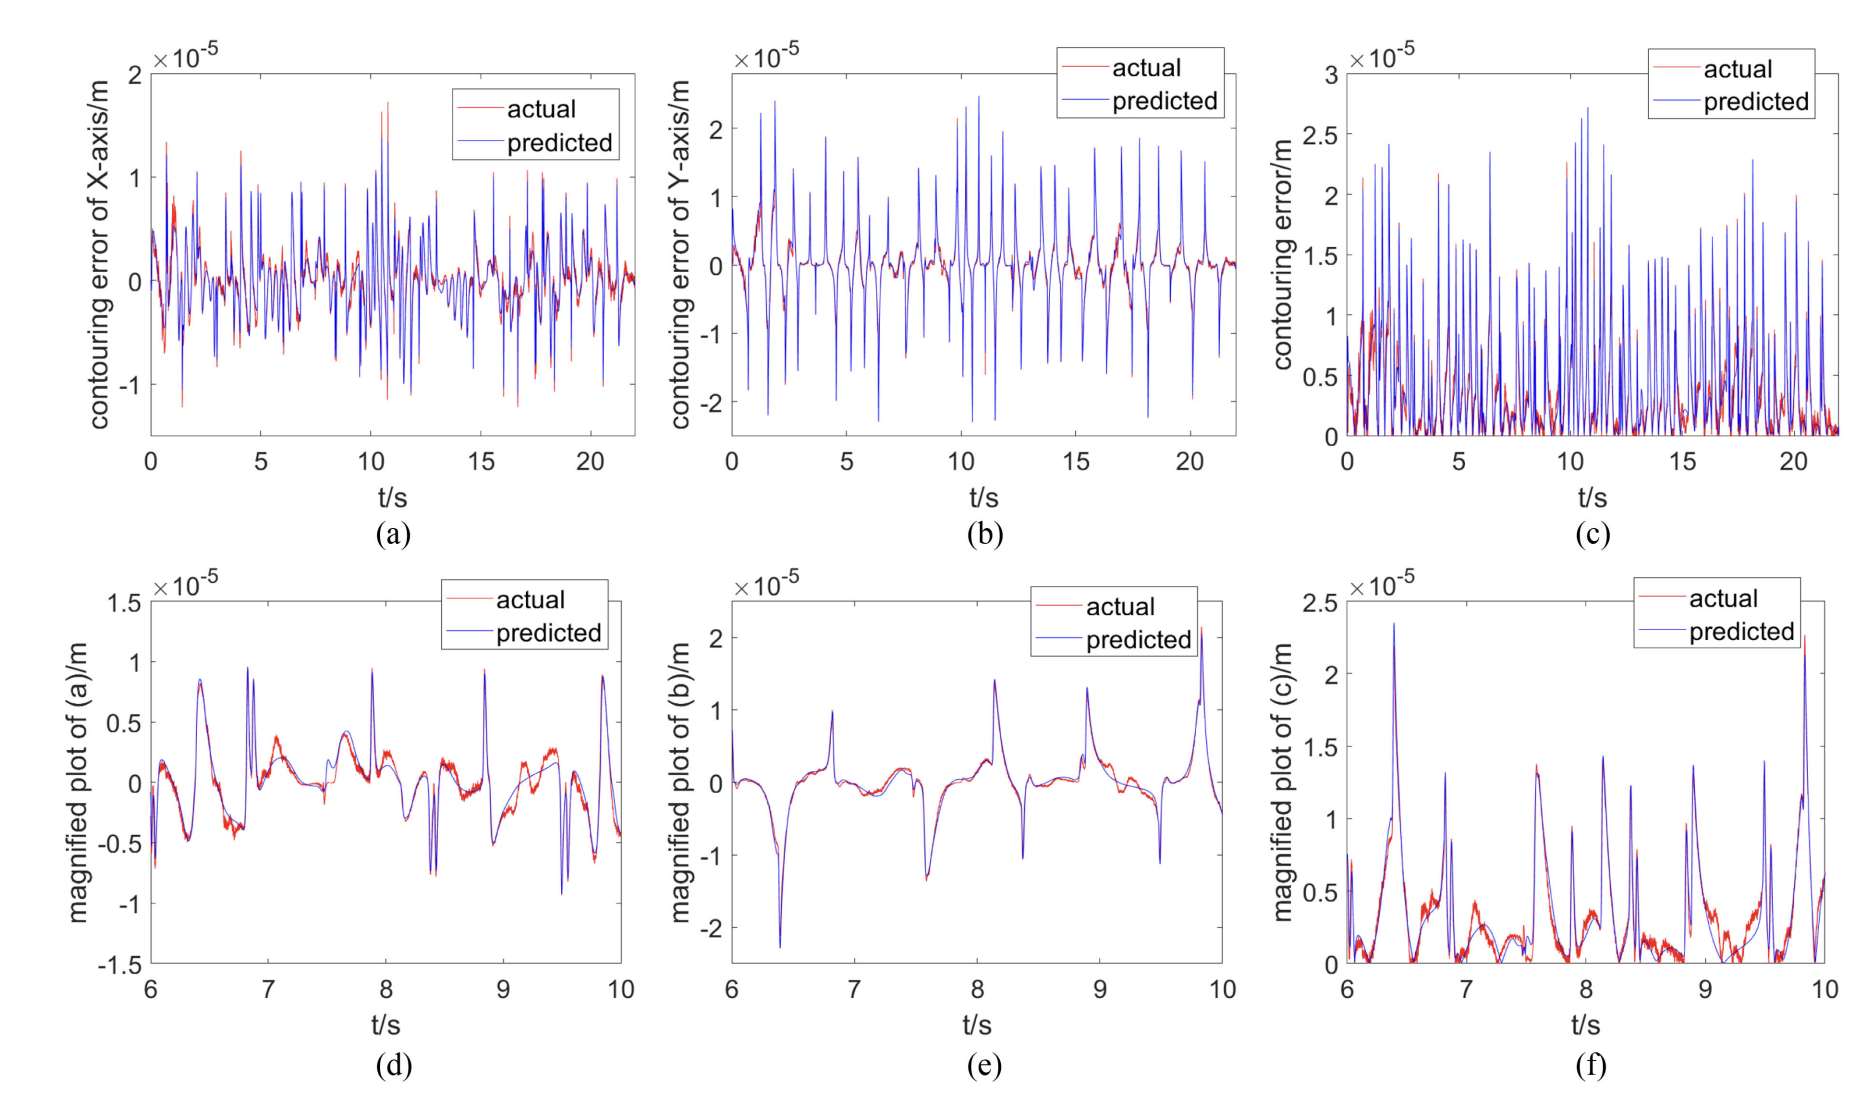 ×10-5
contouring error of X-axis/m
2
1
0
-1
actual
predicted
0 5 10 15 20
t/s
(a)
×10-5
contouring error of Y-axis/m
2
1
0
-1
-2
actual
predicted
0 5 10 15 20
t/s
(b)
×10-5
contouring error/m
3
2.5
2
1.5
1
0.5
0
actual
predicted
0 5 10 15 20
t/s
(c)
×10-5
magnified plot of (a)/m
1.5
1
0.5
0
-0.5
-1
-1.5
actual
predicted
6 7 8 9 10
t/s
(d)
×10-5
magnified plot of (b)/m
2
1
0
-1
-2
actual
predicted
6 7 8 9 10
t/s
(e)
×10-5
magnified plot of (c)/m
2.5
2
1.5
1
0.5
0
actual
predicted
6 7 8 9 10
t/s
(f)